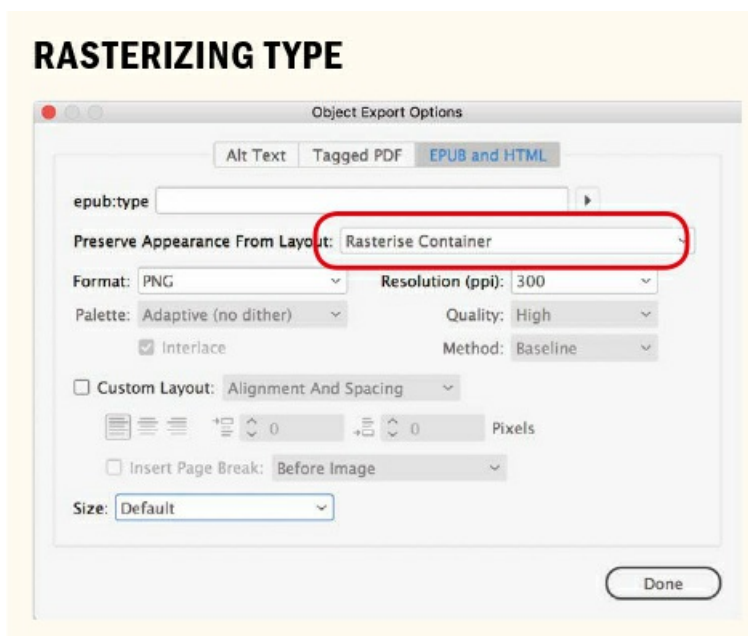 RASTERIZING TYPE
Object Export Options
Alt Text Tagged PDF EPUB and HTML
epub:type
Preserve Appearance From Layout: Rasterise Container
Format: PNG Resolution (ppi): 300
Palette: Adaptive (no dither) Quality: High
Interlace Method: Baseline
Custom Layout: Alignment And Spacing
0 0 Pixels
Insert Page Break: Before Image
Size: Default
Done